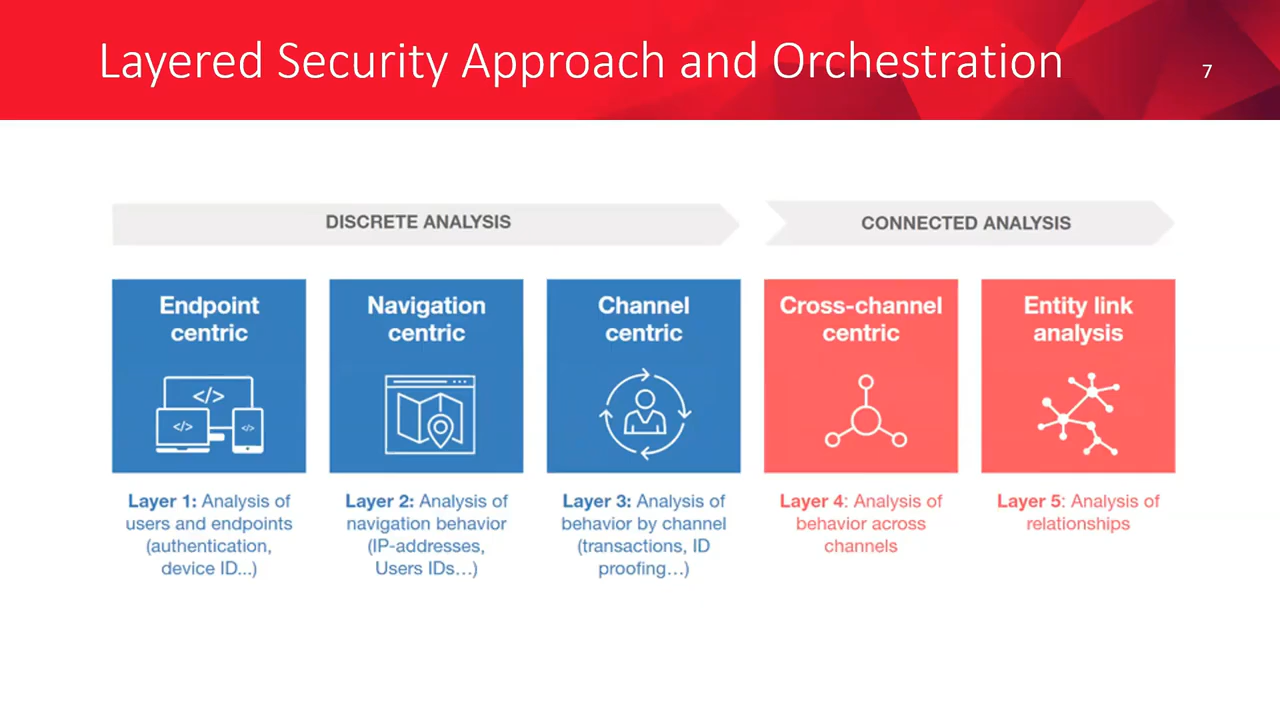 Layered Security Approach and Orchestration
7
DISCRETE ANALYSIS
CONNECTED ANALYSIS
Endpoint
centric
</>
</>
</>
Layer 1: Analysis of
users and endpoints
(authentication,
device ID...)
Navigation
centric
Layer 2: Analysis of
navigation behavior
(IP-addresses,
Users IDs...)
Channel
centric
Layer 3: Analysis of
behavior by channel
(transactions, ID
proofing...)
Cross-channel
centric
Layer 4: Analysis of
behavior across
channels
Entity link
analysis
Layer 5: Analysis of
relationships